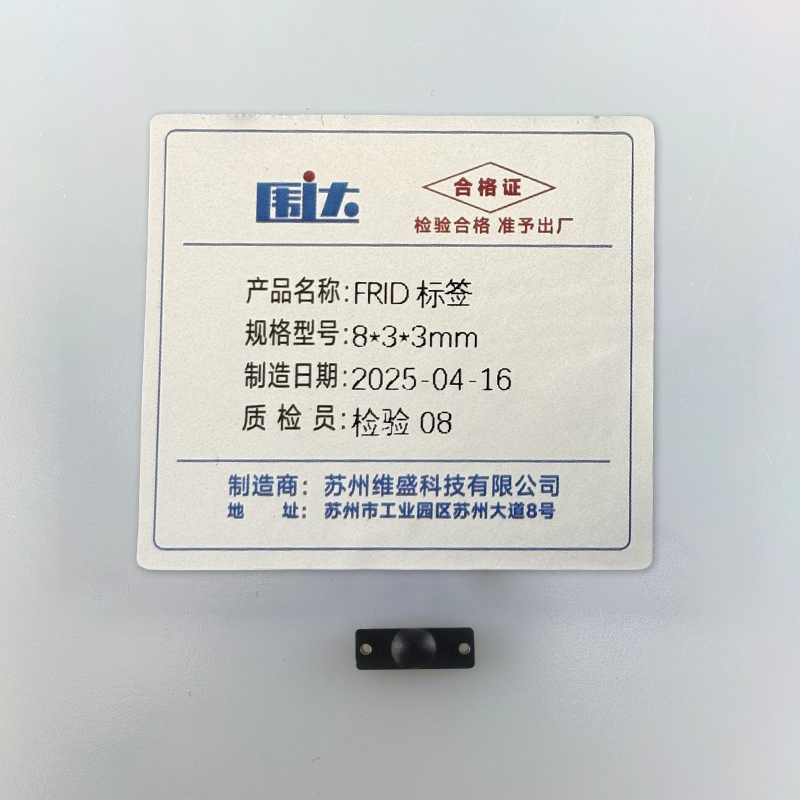 围达
合格证
检验合格 准予出厂
产品名称:FRID 标签
规格型号:8*3*3mm
制造日期:2025-04-16
质 检 员:检验 08
制造商:苏州维盛科技有限公司
地 址:苏州市工业园区苏州大道8号